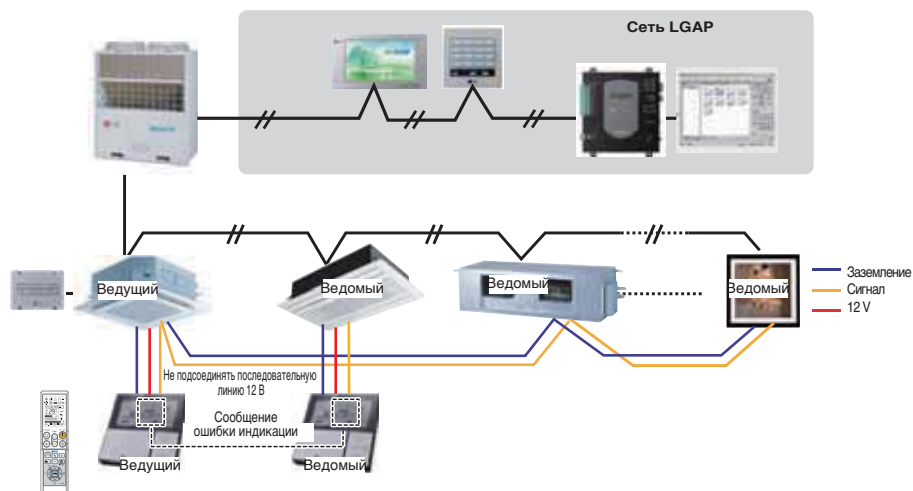 Сеть LGAP
Ведущий
Ведомый
Ведомый
Ведомый
Заземление
Сигнал
12 V
Не подсоединять последовательную
линию 12 В
Сообщение
ошибки индикации
Ведущий
Ведомый